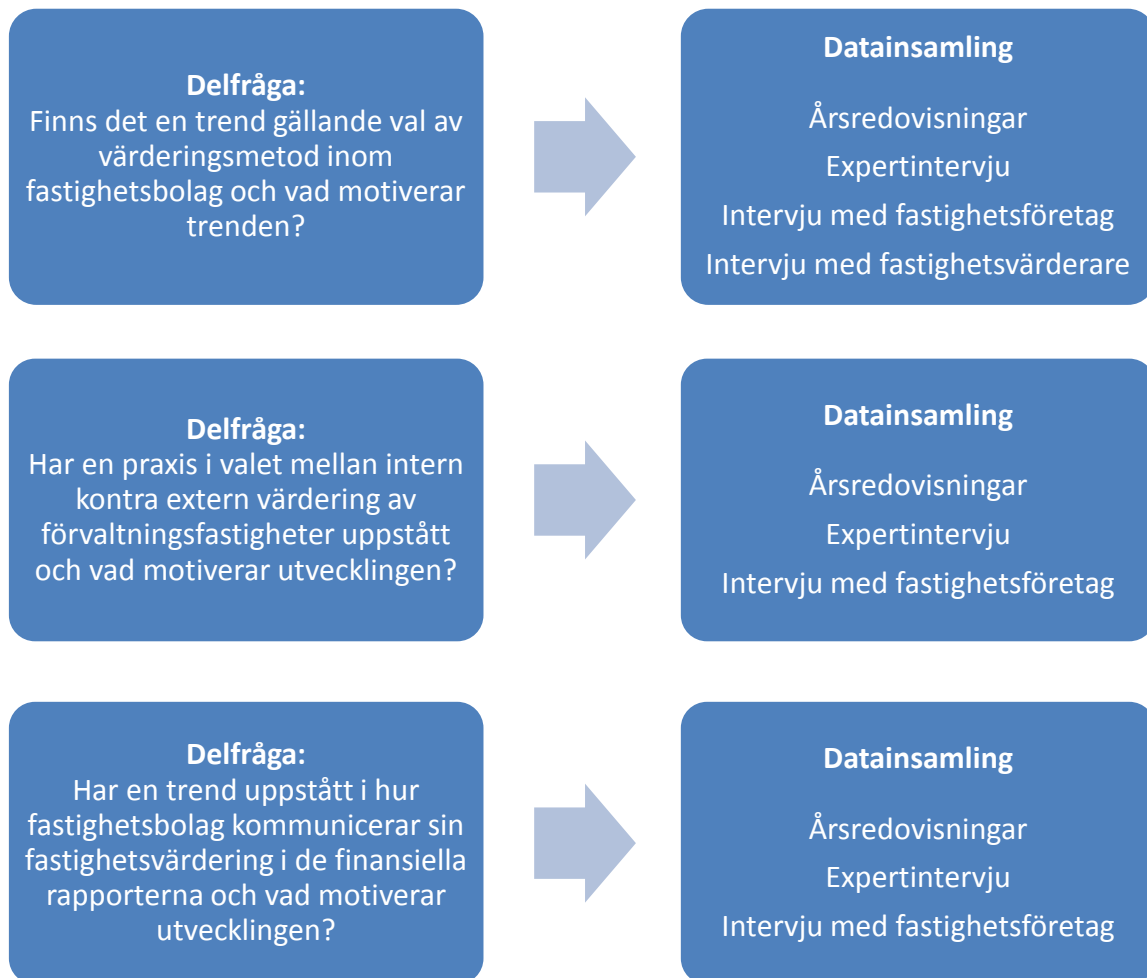 Delfråga:
Finns det en trend gällande val av
värderingsmetod inom
fastighetsbolag och vad motiverar
trenden?
Datainsamling
Årsredovisningar
Expertintervju
Intervju med fastighetsföretag
Intervju med fastighetsvärderare
Delfråga:
Har en praxis i valet mellan intern
kontra extern värdering av
förvaltningsfastigheter uppstått
och vad motiverar utvecklingen?
Datainsamling
Årsredovisningar
Expertintervju
Intervju med fastighetsföretag
Delfråga:
Har en trend uppstått i hur
fastighetsbolag kommunicerar sin
fastighetsvärdering i de finansiella
rapporterna och vad motiverar
utvecklingen?
Datainsamling
Årsredovisningar
Expertintervju
Intervju med fastighetsföretag